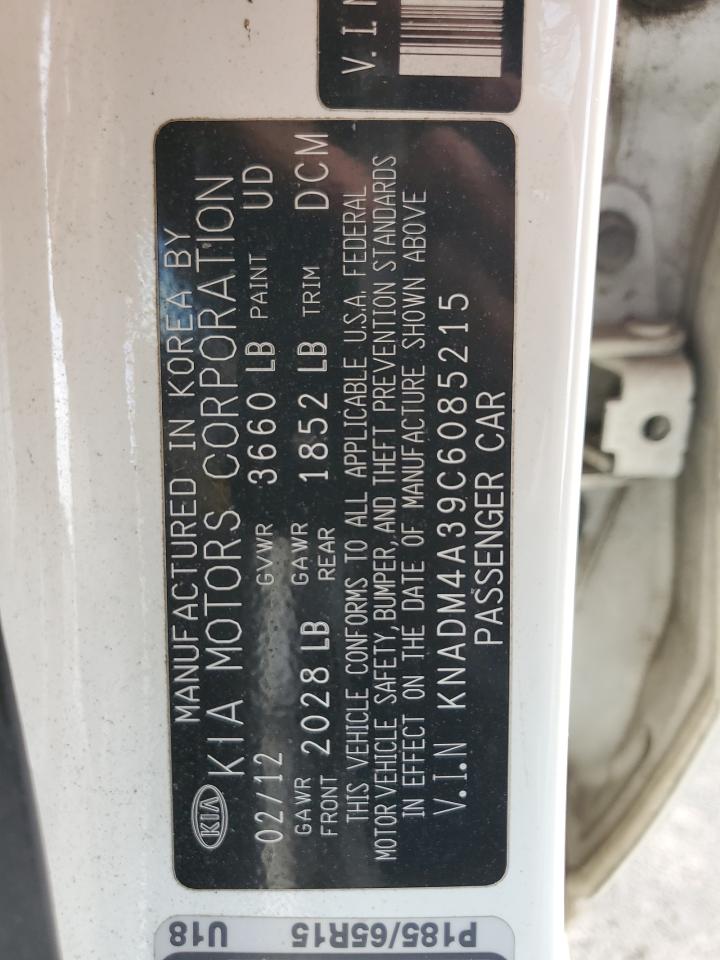 V.I.N
MANUFACTURED IN KOREA BY
KIA KIA MOTORS CORPORATION
02/12 GVWR 3660 LB PAINT UD
GAWR FRONT 2028 LB GAWR REAR 1852 LB TRIM DCM
THIS VEHICLE CONFORMS TO ALL APPLICABLE U.S.A. FEDERAL
MOTOR VEHICLE SAFETY, BUMPER, AND THEFT PREVENTION STANDARDS
IN EFFECT ON THE DATE OF MANUFACTURE SHOWN ABOVE
V.I.N KNADM4A39C6085215
PASSENGER CAR
P185/65R15
U18